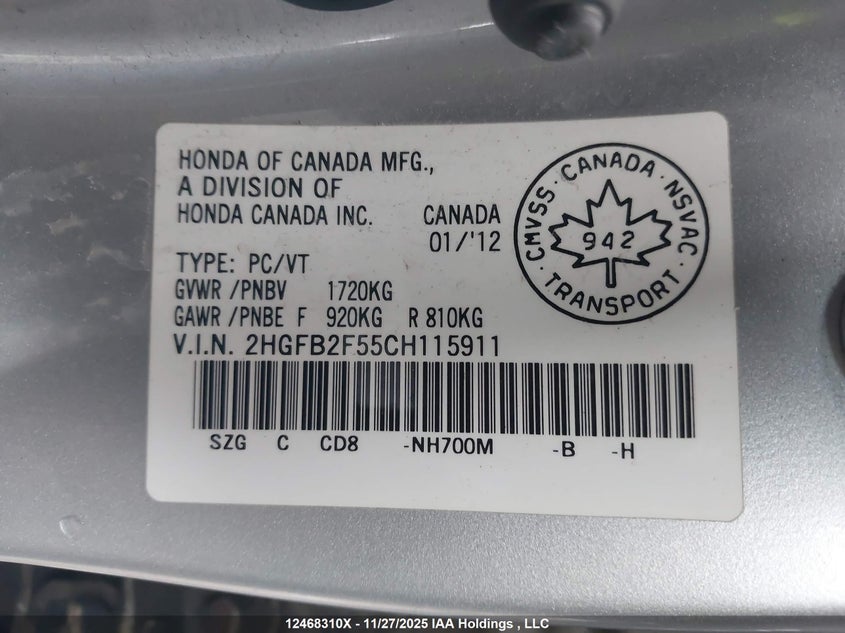 HONDA OF CANADA MFG.,
A DIVISION OF
HONDA CANADA INC. CANADA
01/'12
TYPE: PC/VT
GVWR /PNBV 1720KG
GAWR /PNBE F 920KG R 810KG
V.I.N. 2HGFB2F55CH115911
SZG C CD8 -NH700M -B -H
CMVSS · CANADA · NSVAC
942
· TRANSPORT ·
12468310X - 11/27/2025 IAA Holdings , LLC